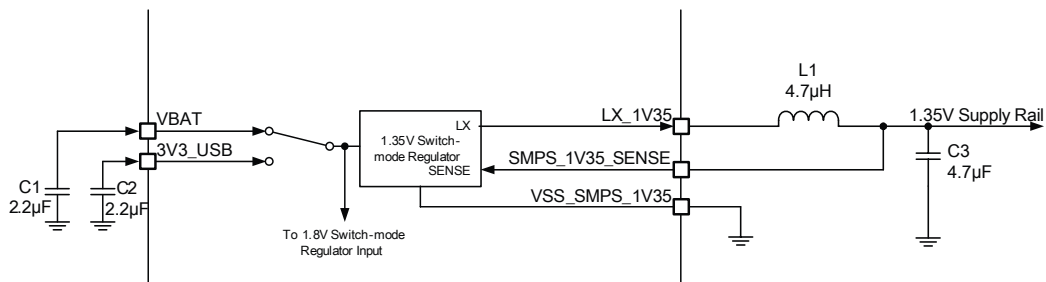 L1
4.7µH
VBAT
LX_1V35
1.35V Supply Rail
LX
1.35V Switch-
mode Regulator
SENSE
3V3_USB
SMPS_1V35_SENSE
C3
4.7µF
C1
2.2µF
C2
2.2µF
VSS_SMPS_1V35
To 1.8V Switch-mode
Regulator Input